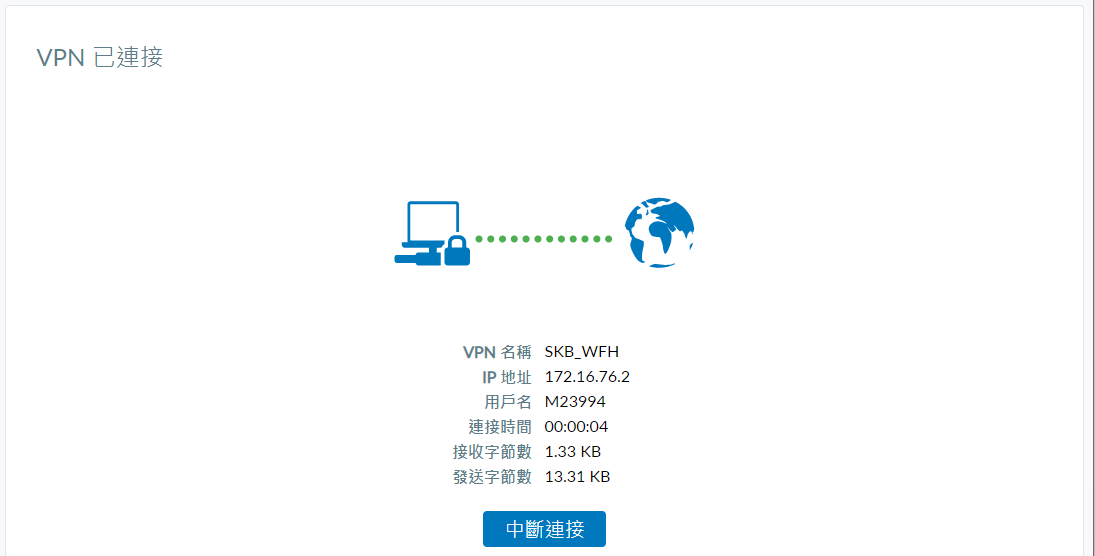 VPN 已連接
VPN 名稱 SKB_WFH
IP 地址 172.16.76.2
用戶名 M23994
連接時間 00:00:04
接收字節數 1.33 KB
發送字節數 13.31 KB
中斷連接